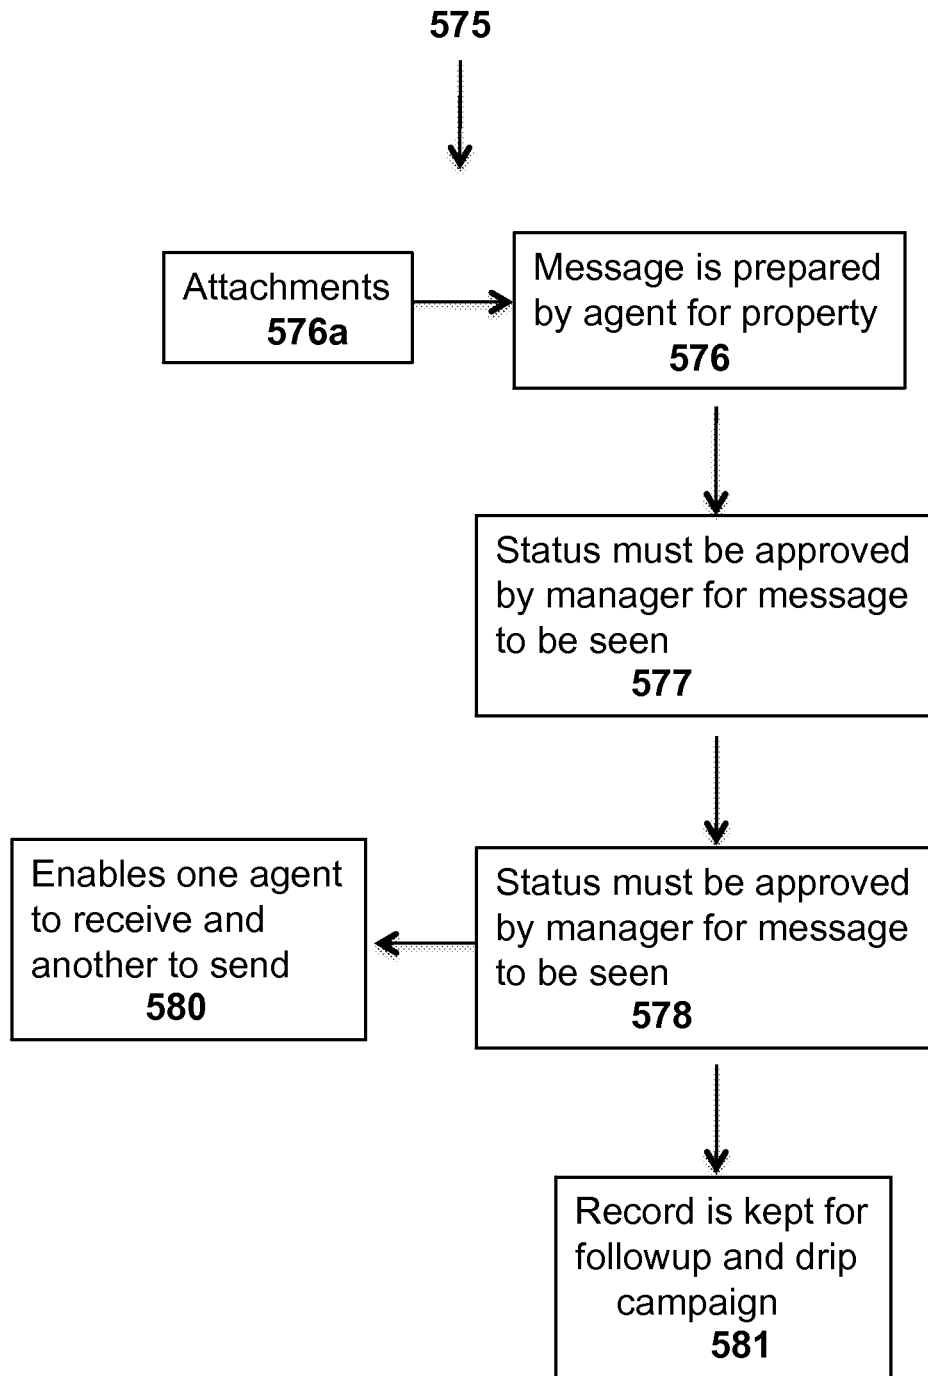 575
Attachments
576a
Message is prepared
by agent for property
576
Status must be approved
by manager for message
to be seen
577
Enables one agent
to receive and
another to send
580
Status must be approved
by manager for message
to be seen
578
Record is kept for
followup and drip
campaign
581